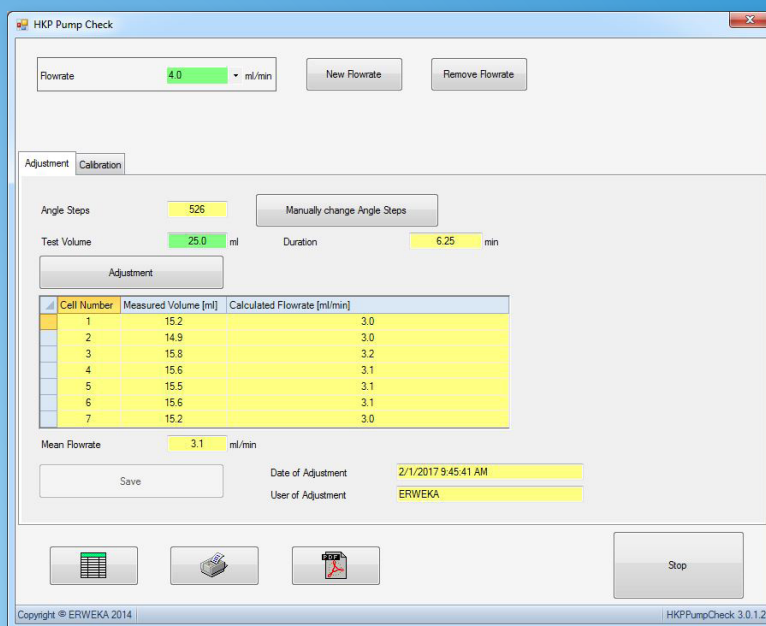 HKP Pump Check
Flowrate 4.0 ml/min New Flowrate Remove Flowrate
Adjustment Calibration
Angle Steps 526 Manually change Angle Steps
Test Volume 25.0 ml Duration 6.25 min
Adjustment
Cell Number Measured Volume [ml] Calculated Flowrate [ml/min]
1 15.2 3.0
2 14.9 3.0
3 15.8 3.2
4 15.6 3.1
5 15.5 3.1
6 15.6 3.1
7 15.2 3.0
Mean Flowrate 3.1 ml/min
Save
Date of Adjustment 2/1/2017 9:45:41 AM
User of Adjustment ERWEKA
PDF
Stop
Copyright © ERWEKA 2014 HKPPumpCheck 3.0.1.2